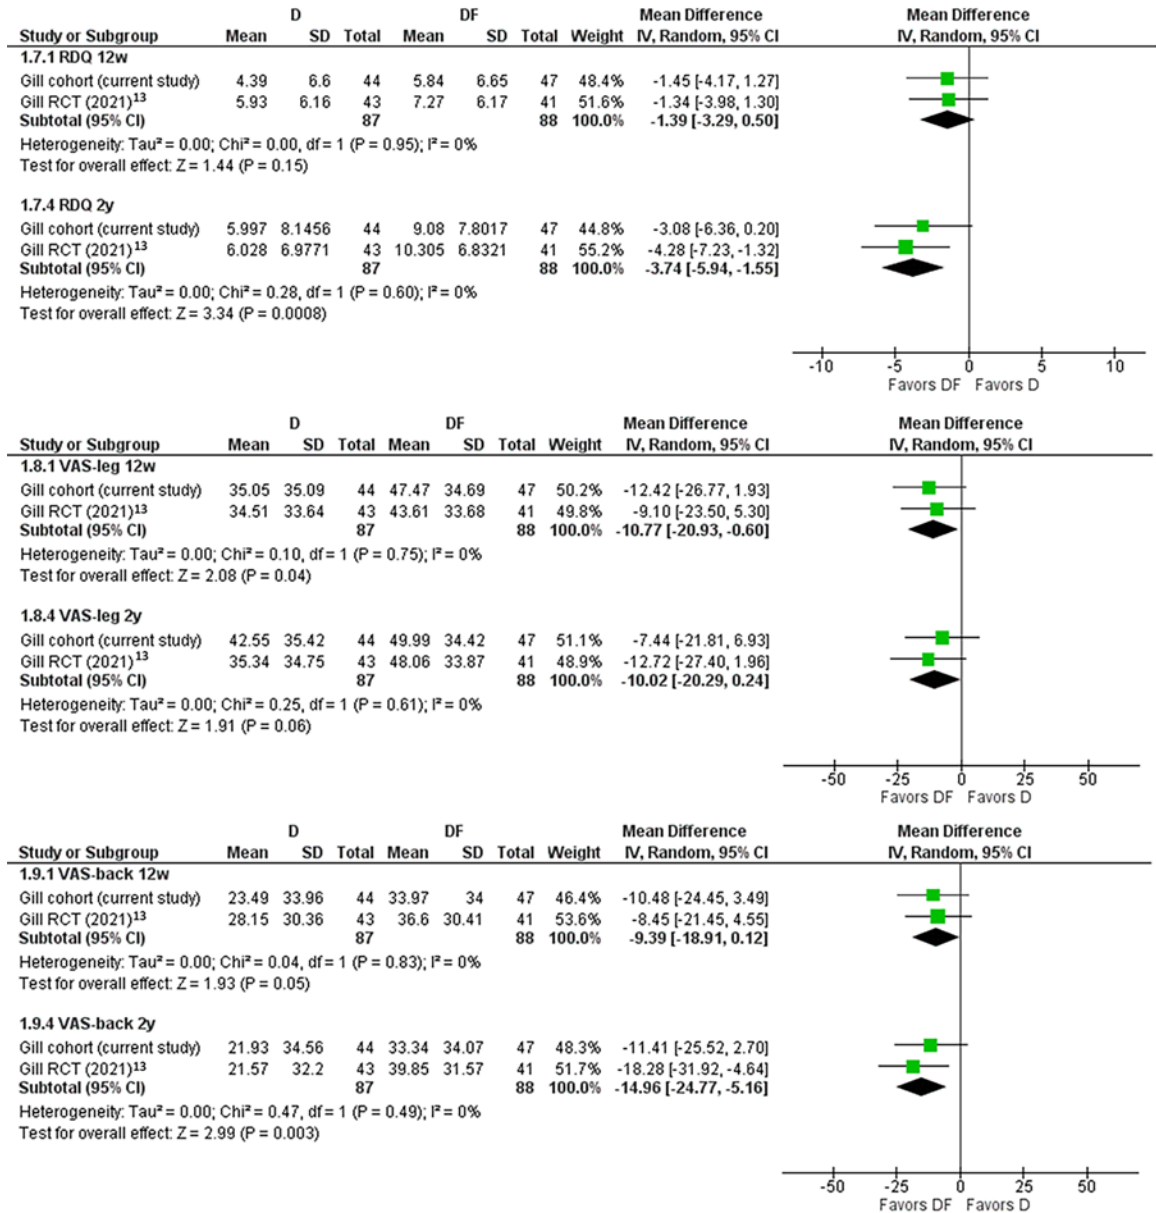 D DF Mean Difference Mean Difference
Study or Subgroup Mean SD Total Mean SD Total Weight IV, Random, 95% CI IV, Random, 95% CI
1.7.1 RDQ 12w
Gill cohort (current study) 4.39 6.6 44 5.84 6.65 47 48.4% -1.45 [-4.17, 1.27]
Gill RCT (2021)¹³ 5.93 6.16 43 7.27 6.17 41 51.6% -1.34 [-3.98, 1.30]
Subtotal (95% CI) 87 88 100.0% -1.39 [-3.29, 0.50]
Heterogeneity: Tau² = 0.00; Chi² = 0.00, df = 1 (P = 0.95); I² = 0%
Test for overall effect: Z = 1.44 (P = 0.15)
1.7.4 RDQ 2y
Gill cohort (current study) 5.997 8.1456 44 9.08 7.8017 47 44.8% -3.08 [-6.36, 0.20]
Gill RCT (2021)¹³ 6.028 6.9771 43 10.305 6.8321 41 55.2% -4.28 [-7.23, -1.32]
Subtotal (95% CI) 87 88 100.0% -3.74 [-5.94, -1.55]
Heterogeneity: Tau² = 0.00; Chi² = 0.28, df = 1 (P = 0.60); I² = 0%
Test for overall effect: Z = 3.34 (P = 0.0008)
-10 -5 0 5 10
Favors DF Favors D
D DF Mean Difference Mean Difference
Study or Subgroup Mean SD Total Mean SD Total Weight IV, Random, 95% CI IV, Random, 95% CI
1.8.1 VAS-leg 12w
Gill cohort (current study) 35.05 35.09 44 47.47 34.69 47 50.2% -12.42 [-26.77, 1.93]
Gill RCT (2021)¹³ 34.51 33.64 43 43.61 33.68 41 49.8% -9.10 [-23.50, 5.30]
Subtotal (95% CI) 87 88 100.0% -10.77 [-20.93, -0.60]
Heterogeneity: Tau² = 0.00; Chi² = 0.10, df = 1 (P = 0.75); I² = 0%
Test for overall effect: Z = 2.08 (P = 0.04)
1.8.4 VAS-leg 2y
Gill cohort (current study) 42.55 35.42 44 49.99 34.42 47 51.1% -7.44 [-21.81, 6.93]
Gill RCT (2021)¹³ 35.34 34.75 43 48.06 33.87 41 48.9% -12.72 [-27.40, 1.96]
Subtotal (95% CI) 87 88 100.0% -10.02 [-20.29, 0.24]
Heterogeneity: Tau² = 0.00; Chi² = 0.25, df = 1 (P = 0.61); I² = 0%
Test for overall effect: Z = 1.91 (P = 0.06)
-50 -25 0 25 50
Favors DF Favors D
D DF Mean Difference Mean Difference
Study or Subgroup Mean SD Total Mean SD Total Weight IV, Random, 95% CI IV, Random, 95% CI
1.9.1 VAS-back 12w
Gill cohort (current study) 23.49 33.96 44 33.97 34 47 46.4% -10.48 [-24.45, 3.49]
Gill RCT (2021)¹³ 28.15 30.36 43 36.6 30.41 41 53.6% -8.45 [-21.45, 4.55]
Subtotal (95% CI) 87 88 100.0% -9.39 [-18.91, 0.12]
Heterogeneity: Tau² = 0.00; Chi² = 0.04, df = 1 (P = 0.83); I² = 0%
Test for overall effect: Z = 1.93 (P = 0.05)
1.9.4 VAS-back 2y
Gill cohort (current study) 21.93 34.56 44 33.34 34.07 47 48.3% -11.41 [-25.52, 2.70]
Gill RCT (2021)¹³ 21.57 32.2 43 39.85 31.57 41 51.7% -18.28 [-31.92, -4.64]
Subtotal (95% CI) 87 88 100.0% -14.96 [-24.77, -5.16]
Heterogeneity: Tau² = 0.00; Chi² = 0.47, df = 1 (P = 0.49); I² = 0%
Test for overall effect: Z = 2.99 (P = 0.003)
-50 -25 0 25 50
Favors DF Favors D